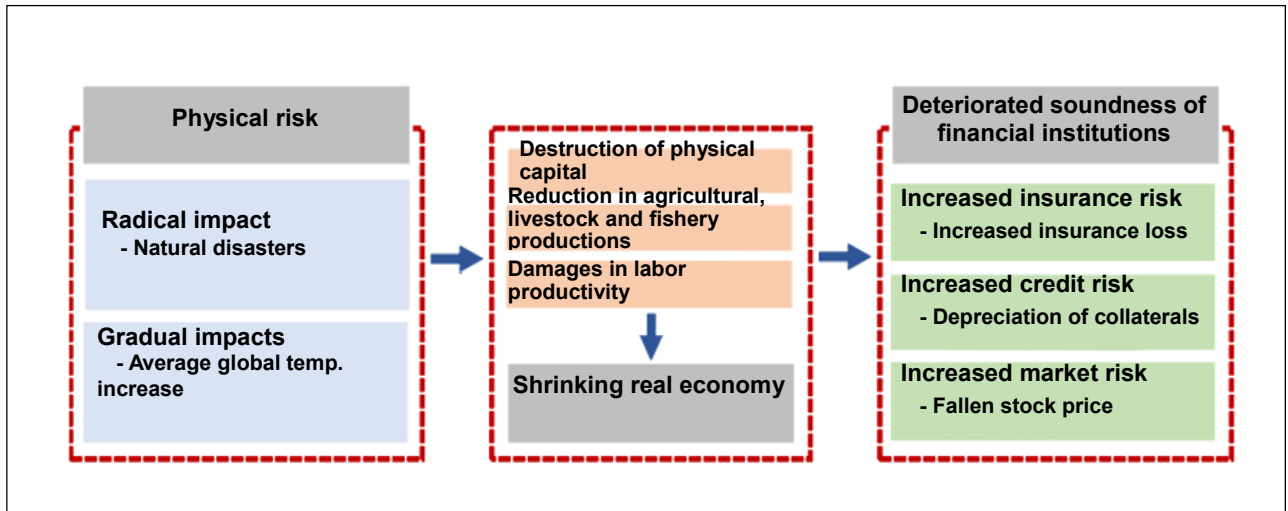 Physical risk
Radical impact
- Natural disasters
Gradual impacts
- Average global temp.
increase
Destruction of physical
capital
Reduction in agricultural,
livestock and fishery
productions
Damages in labor
productivity
Shrinking real economy
Deteriorated soundness of
financial institutions
Increased insurance risk
- Increased insurance loss
Increased credit risk
- Depreciation of collaterals
Increased market risk
- Fallen stock price